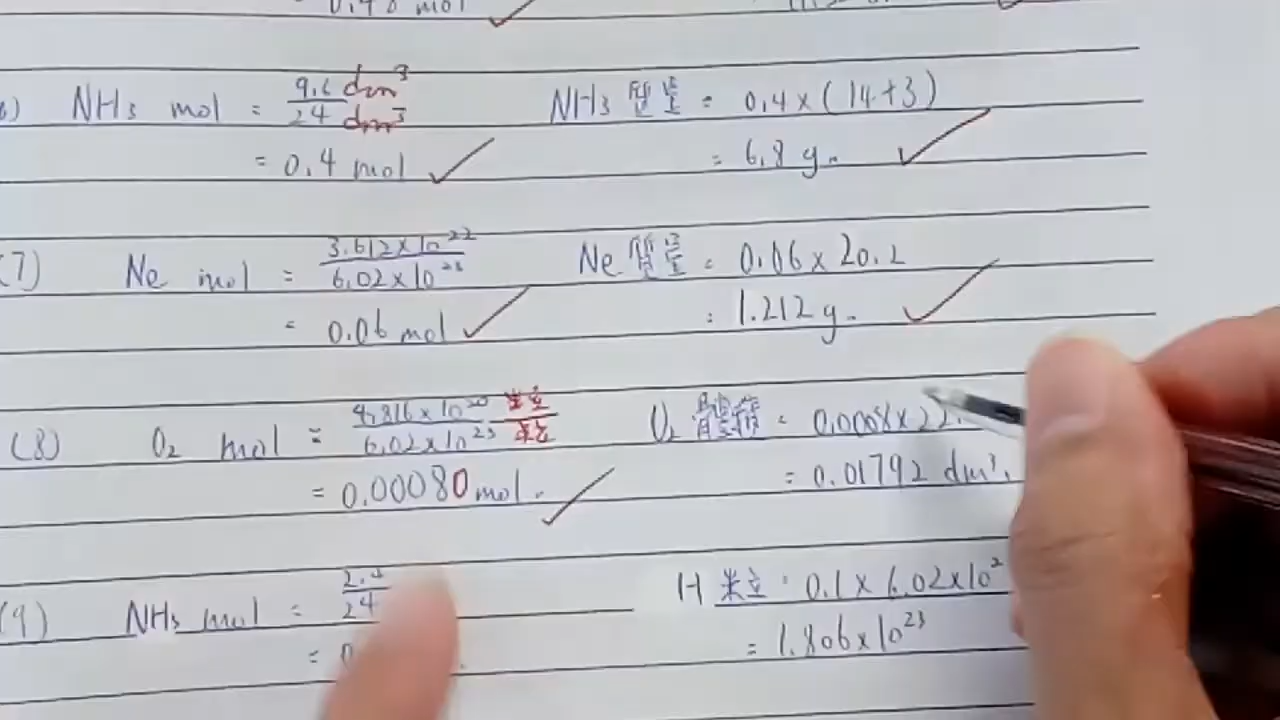 0.48 mol
6) NH3 mol = 9.6 dm³ / 24 dm³ NH3 質量 = 0.4 × (14+3)
= 0.4 mol = 6.8 g.
(7) Ne mol = 3.612×10²² / 6.02×10²³ Ne 質量 = 0.06 × 20.2
= 0.06 mol = 1.212 g.
(8) O2 mol = 4.816×10²⁰ / 6.02×10²³ 粒/粒 O2 體積 = 0.0008×22.
= 0.00080 mol. = 0.01792 dm³.
(9) NH3 mol = 2.4 / 24 H 粒 = 0.1 × 6.02×10²
= 0 = 1.806×10²³